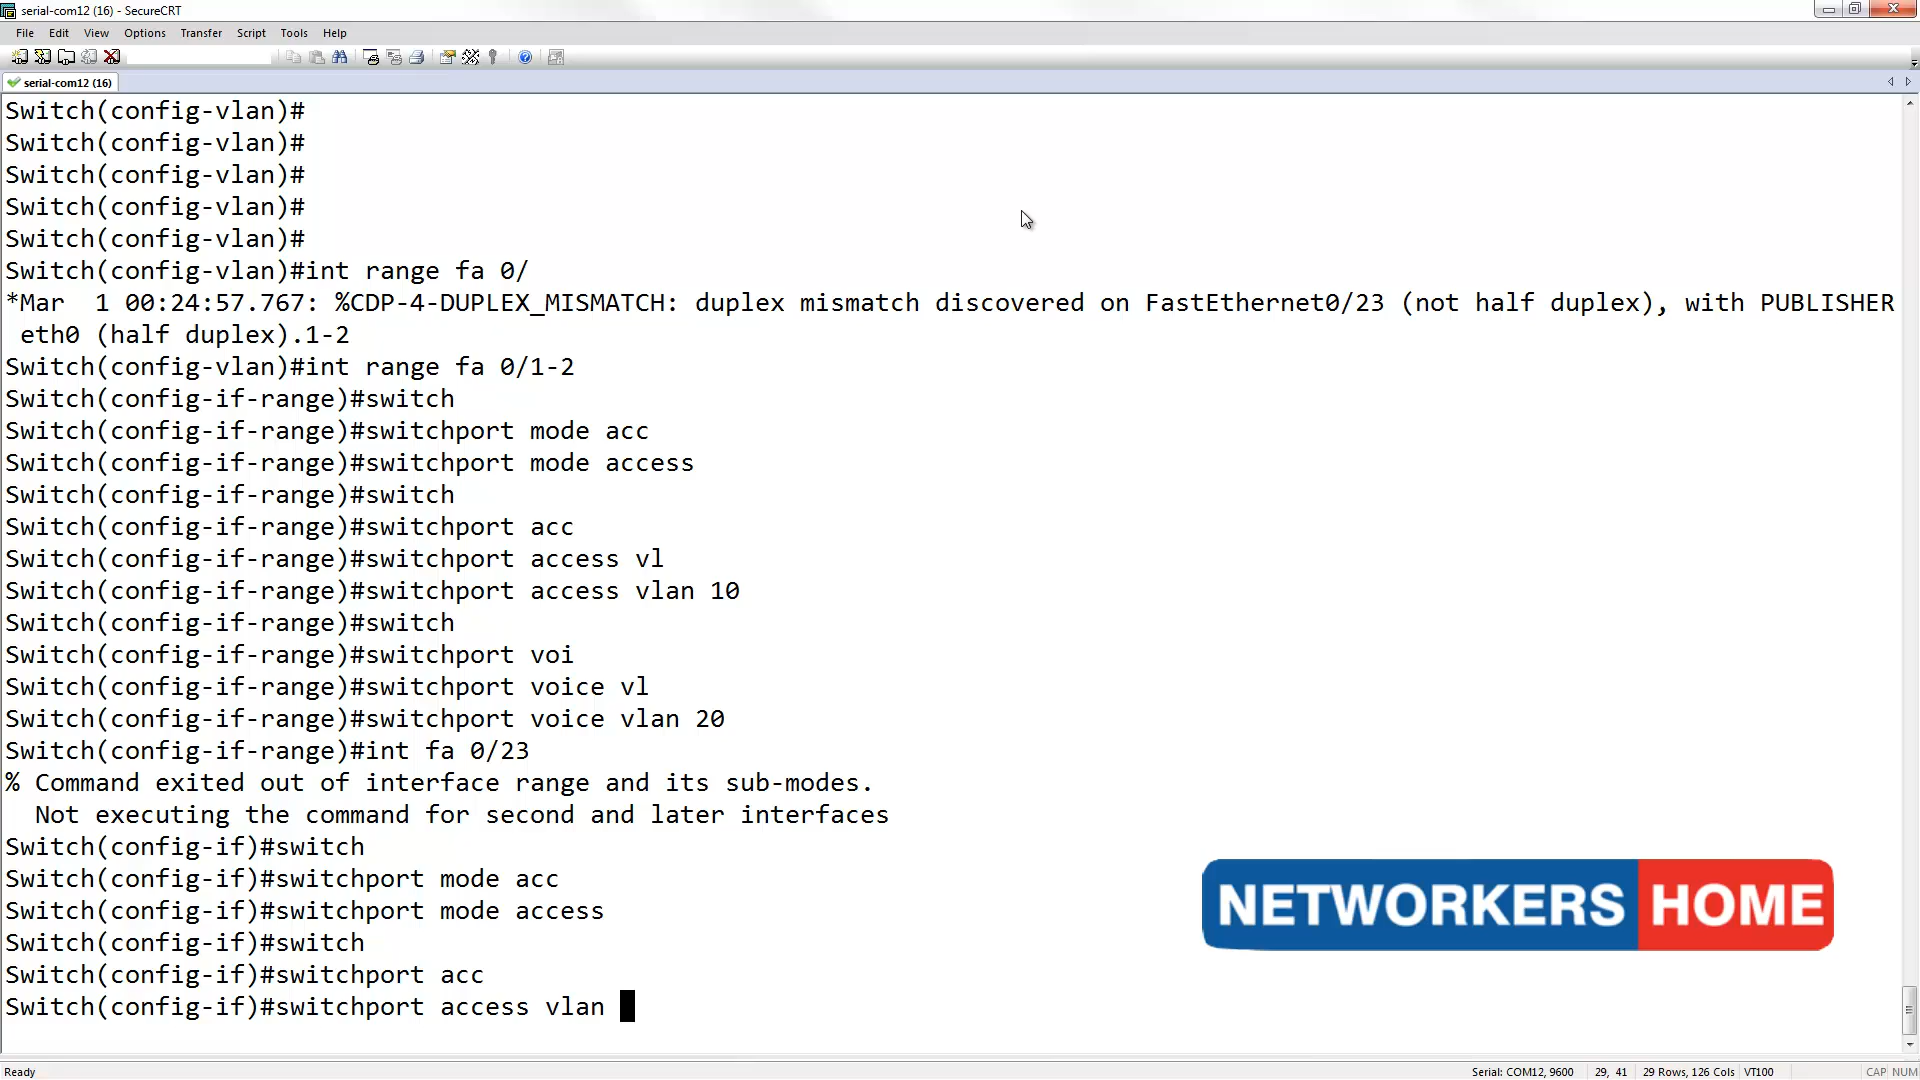 serial-com12 (16) - SecureCRT
File Edit View Options Transfer Script Tools Help
serial-com12 (16)
Switch(config-vlan)#
Switch(config-vlan)#
Switch(config-vlan)#
Switch(config-vlan)#
Switch(config-vlan)#
Switch(config-vlan)#int range fa 0/
*Mar  1 00:24:57.767: %CDP-4-DUPLEX_MISMATCH: duplex mismatch discovered on FastEthernet0/23 (not half duplex), with PUBLISHER
 eth0 (half duplex).1-2
Switch(config-vlan)#int range fa 0/1-2
Switch(config-if-range)#switch
Switch(config-if-range)#switchport mode acc
Switch(config-if-range)#switchport mode access
Switch(config-if-range)#switch
Switch(config-if-range)#switchport acc
Switch(config-if-range)#switchport access vl
Switch(config-if-range)#switchport access vlan 10
Switch(config-if-range)#switch
Switch(config-if-range)#switchport voi
Switch(config-if-range)#switchport voice vl
Switch(config-if-range)#switchport voice vlan 20
Switch(config-if-range)#int fa 0/23
% Command exited out of interface range and its sub-modes.
  Not executing the command for second and later interfaces
Switch(config-if)#switch
Switch(config-if)#switchport mode acc
Switch(config-if)#switchport mode access
Switch(config-if)#switch
Switch(config-if)#switchport acc
Switch(config-if)#switchport access vlan
NETWORKERS HOME
Ready
Serial: COM12, 9600 29, 41 29 Rows, 126 Cols VT100 CAP NUM